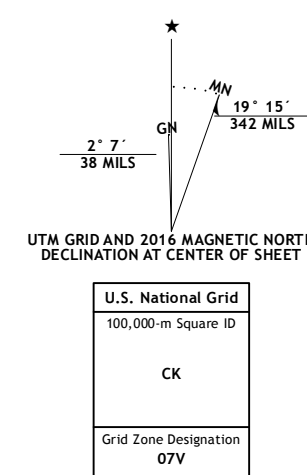 ★
MN
GN
19° 15´
342 MILS
2° 7´
38 MILS
UTM GRID AND 2016 MAGNETIC NORTH
DECLINATION AT CENTER OF SHEET
U.S. National Grid
100,000-m Square ID
CK
Grid Zone Designation
07V